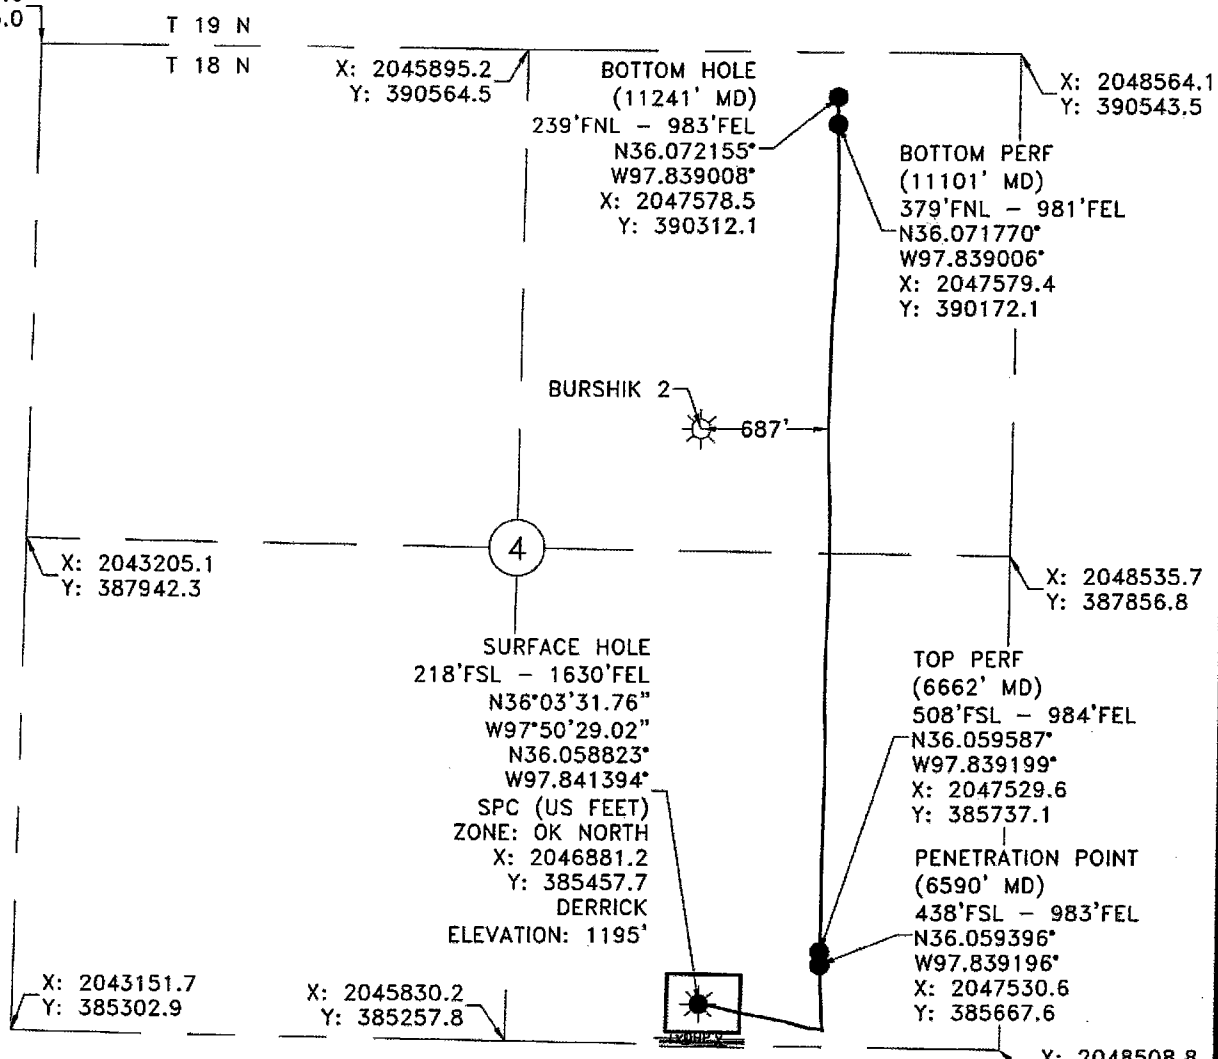 T 19 N
T 18 N
X: 2045895.2
Y: 390564.5
BOTTOM HOLE
(11241' MD)
239'FNL - 983'FEL
N36.072155°
W97.839008°
X: 2047578.5
Y: 390312.1
X: 2048564.1
Y: 390543.5
BOTTOM PERF
(11101' MD)
379'FNL - 981'FEL
N36.071770°
W97.839006°
X: 2047579.4
Y: 390172.1
BURSHIK 2
687'
4
X: 2043205.1
Y: 387942.3
X: 2048535.7
Y: 387856.8
SURFACE HOLE
218'FSL - 1630'FEL
N36°03'31.76"
W97°50'29.02"
N36.058823°
W97.841394°
SPC (US FEET)
ZONE: OK NORTH
X: 2046881.2
Y: 385457.7
DERRICK
ELEVATION: 1195'
TOP PERF
(6662' MD)
508'FSL - 984'FEL
N36.059587°
W97.839199°
X: 2047529.6
Y: 385737.1
PENETRATION POINT
(6590' MD)
438'FSL - 983'FEL
N36.059396°
W97.839196°
X: 2047530.6
Y: 385667.6
X: 2043151.7
Y: 385302.9
X: 2045830.2
Y: 385257.8
X: 2048508.8